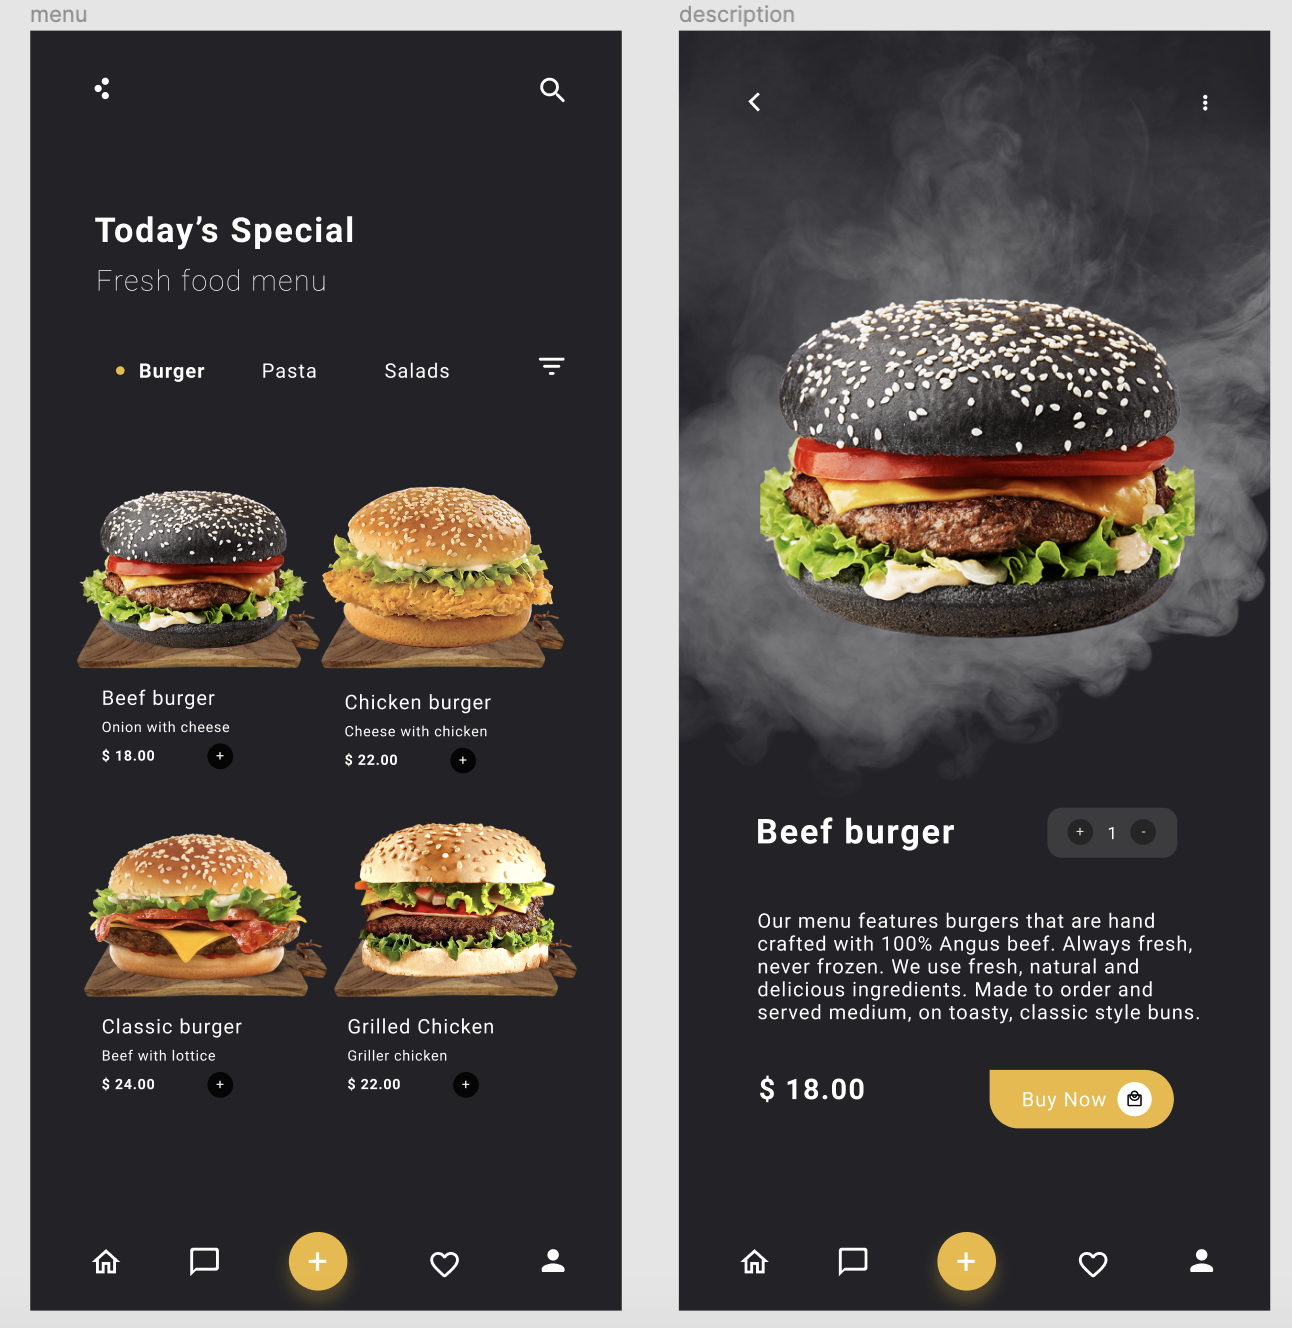 menu
Today’s Special
Fresh food menu
Burger Pasta Salads
Beef burger
Onion with cheese
$ 18.00 +
Chicken burger
Cheese with chicken
$ 22.00 +
Classic burger
Beef with lottice
$ 24.00 +
Grilled Chicken
Griller chicken
$ 22.00 +
+
description
Beef burger
+ 1 -
Our menu features burgers that are hand
crafted with 100% Angus beef. Always fresh,
never frozen. We use fresh, natural and
delicious ingredients. Made to order and
served medium, on toasty, classic style buns.
$ 18.00
Buy Now
+